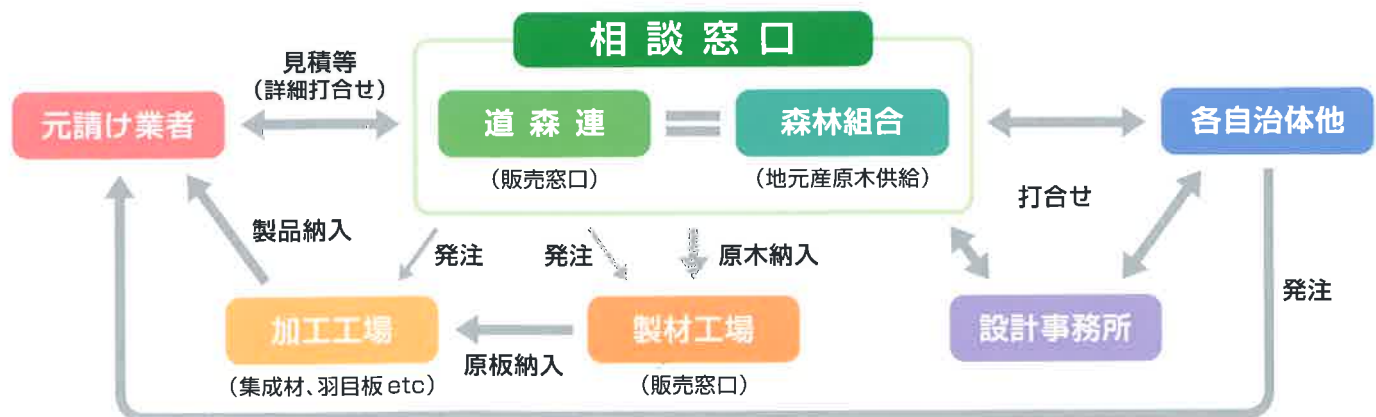 相談窓口
見積等
(詳細打合せ)
元請け業者
道森連
森林組合
各自治体他
(販売窓口)
(地元産原木供給)
打合せ
製品納入
発注
発注
原木納入
発注
加工工場
製材工場
設計事務所
原板納入
(集成材、羽目板etc)
(販売窓口)